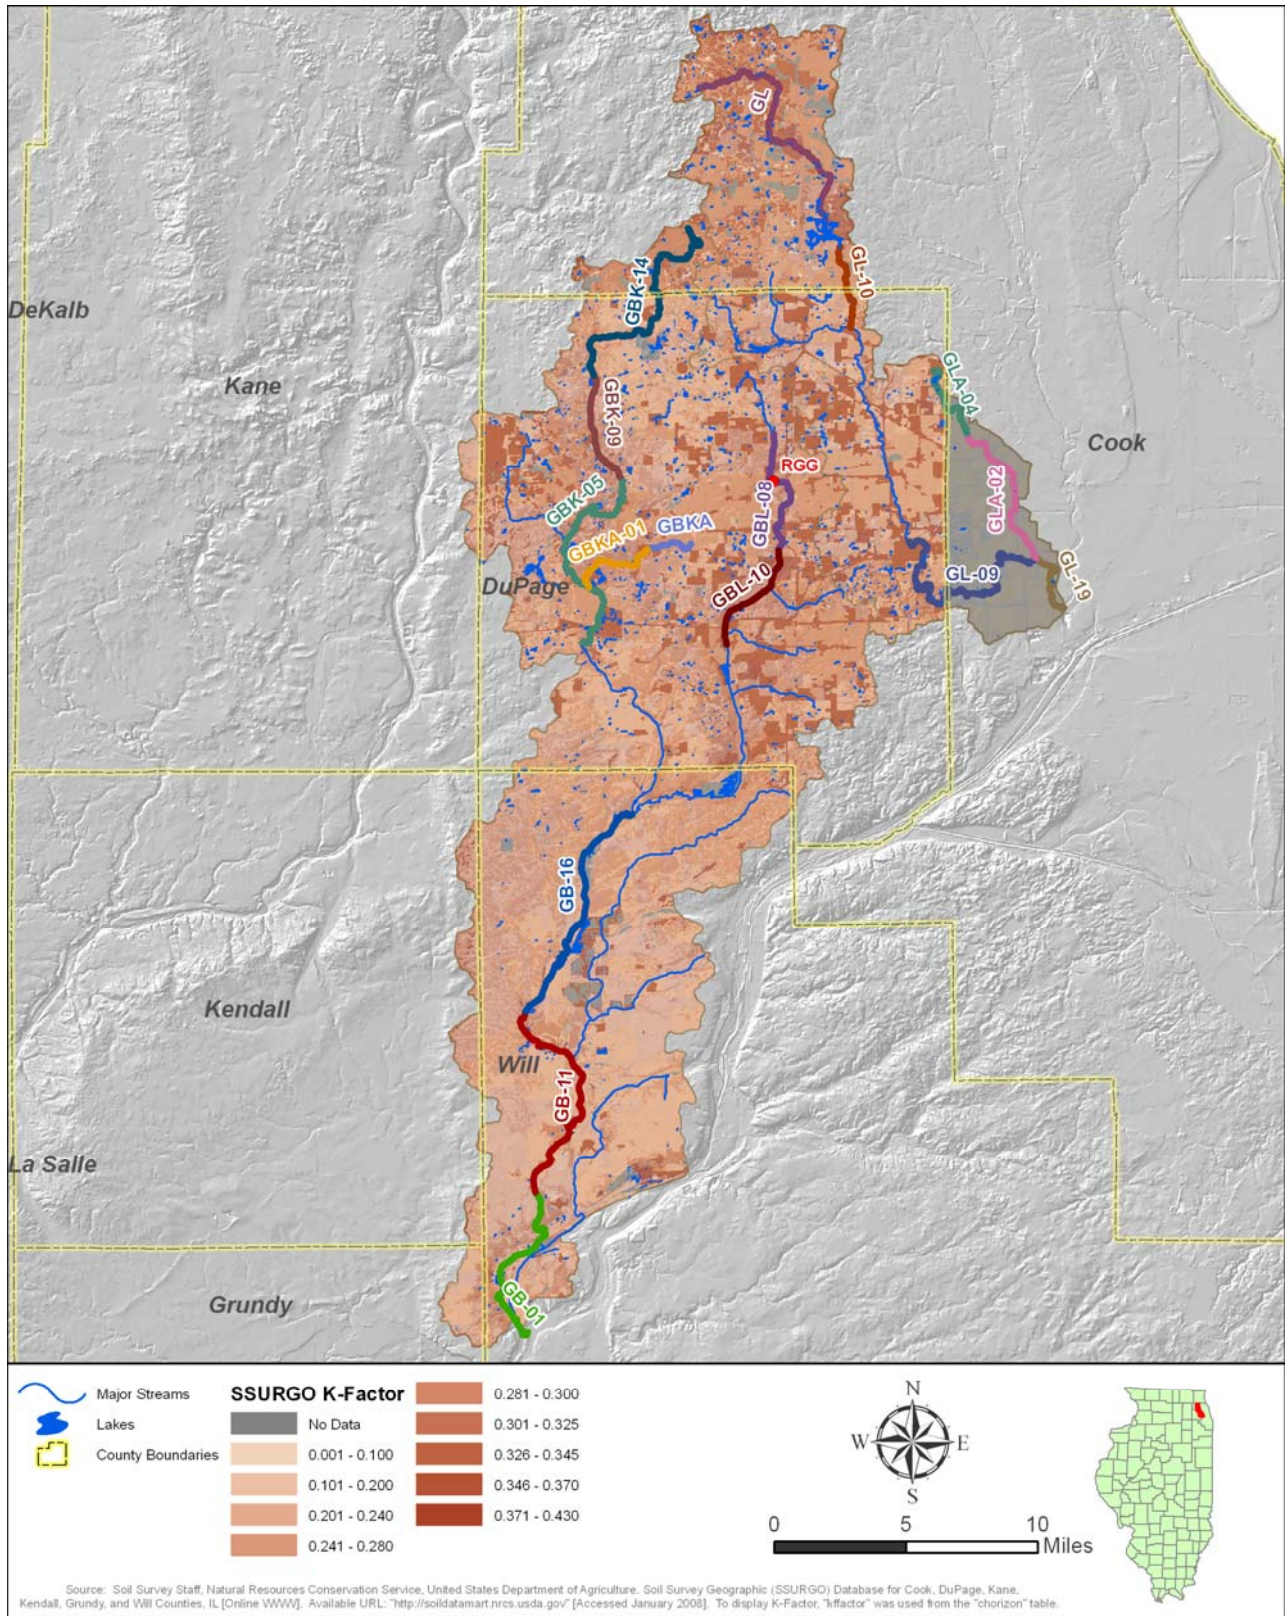 GL
GBK-14
GL-10
DeKalb
Kane
GLA-04
GBK-09
Cook
RGG
GBK-05
GBL-08
GLA-02
GBKA-01
GBKA
DuPage
GBL-10
GL-09
GL-19
GB-16
Kendall
Will
GB-11
La Salle
Grundy
GB-01
Major Streams
Lakes
County Boundaries
SSURGO K-Factor
No Data
0.001 - 0.100
0.101 - 0.200
0.201 - 0.240
0.241 - 0.280
0.281 - 0.300
0.301 - 0.325
0.326 - 0.345
0.346 - 0.370
0.371 - 0.430
N
W E
S
0 5 10
Miles
Source: Soil Survey Staff, Natural Resources Conservation Service, United States Department of Agriculture. Soil Survey Geographic (SSURGO) Database for Cook, DuPage, Kane,
Kendall, Grundy, and Will Counties, IL [Online WWW]. Available URL: "http://soildatamart.nrcs.usda.gov" [Accessed January 2008]. To display K-Factor, "kffactor" was used from the "chorizon" table.